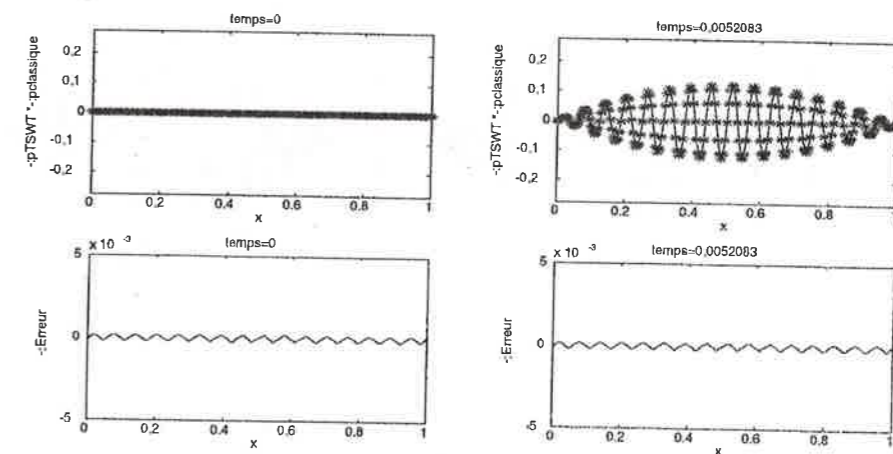 temps=0
0,2
0,1
0
-0,1
-0,2
-:pTSWT *-:pclassique
0 0,2 0,4 0.6 0.8 1
x
temps=0,0052083
0,2
0,1
0
-0,1
-0,2
-:pTSWT *-:pclassique
0 0.2 0.4 0.6 0.8 1
x
temps=0
x 10 -3
5
0
-5
-:Erreur
0 0,2 0,4 0.6 0.8 1
x
temps=0,0052083
x 10 -3
5
0
-5
-:Erreur
0 0.2 0.4 0.6 0.8 1
x